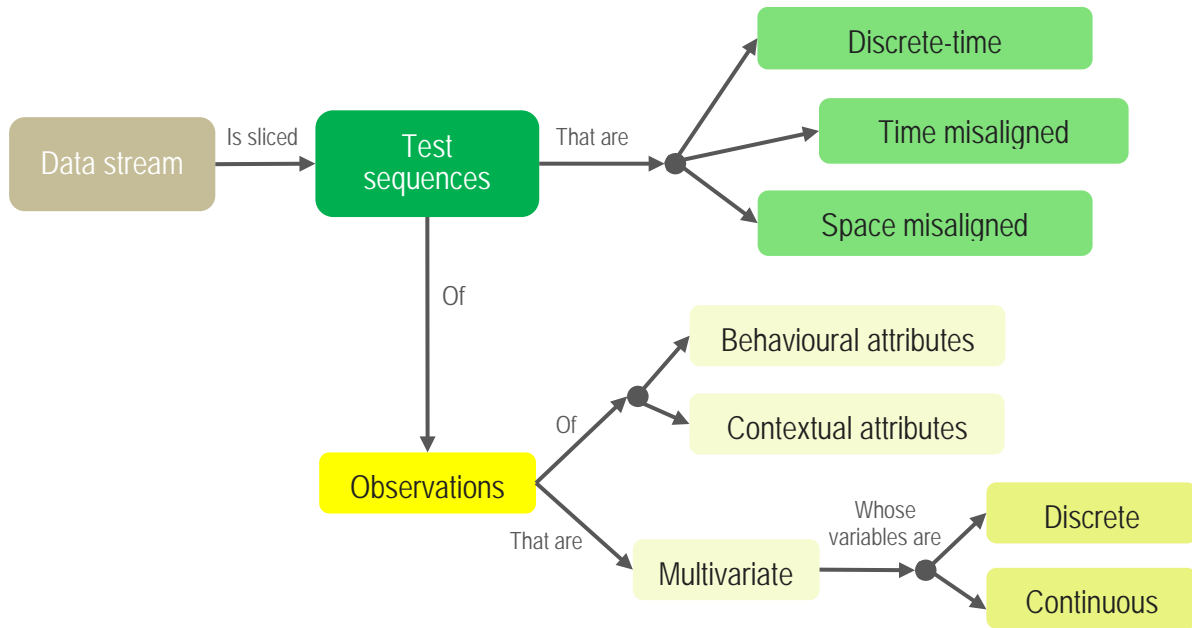 Discrete-time
Is sliced
That are
Data stream
Test
sequences
Time misaligned
Space misaligned
Of
Behavioural attributes
Of
Contextual attributes
Observations
That are
Multivariate
Whose
variables are
Discrete
Continuous